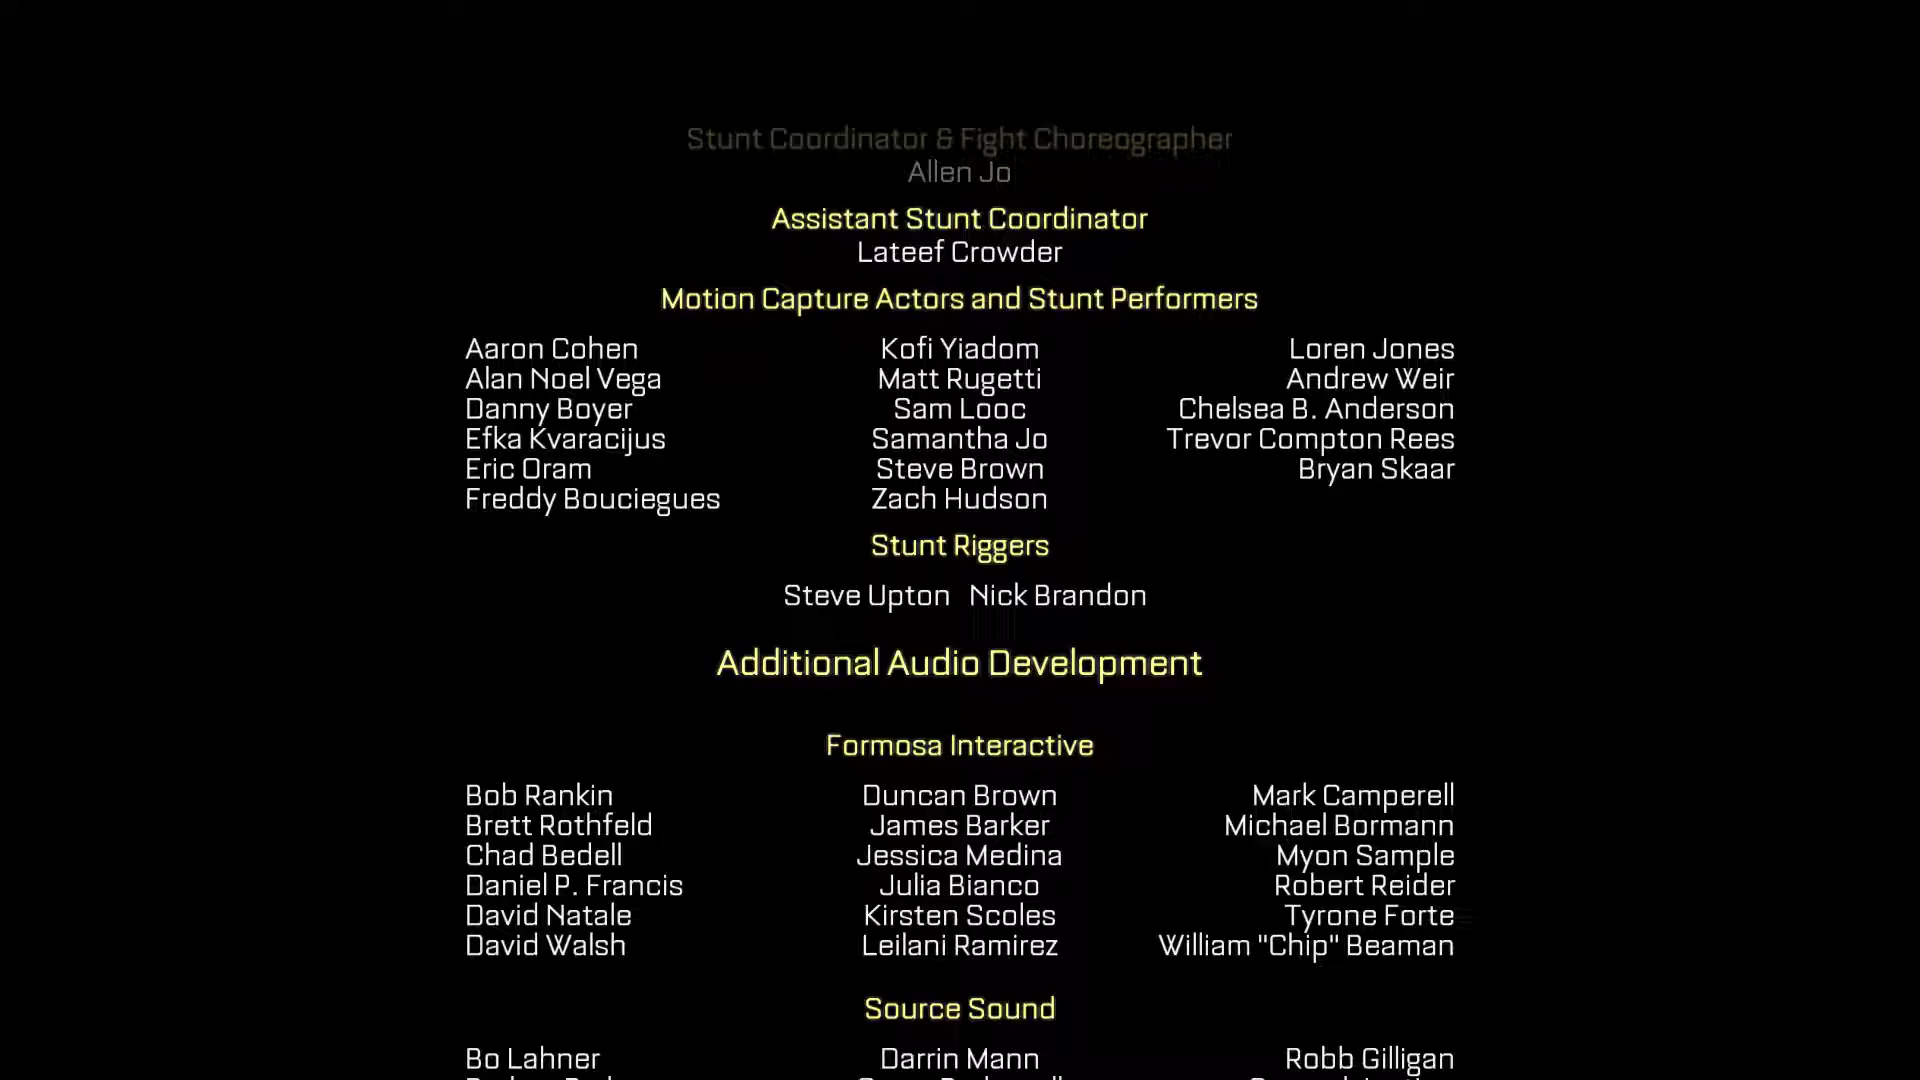 Stunt Coordinator & Fight Choreographer
Allen Jo
Assistant Stunt Coordinator
Lateef Crowder
Motion Capture Actors and Stunt Performers
Aaron Cohen Kofi Yiadom Loren Jones
Alan Noel Vega Matt Rugetti Andrew Weir
Danny Boyer Sam Looc Chelsea B. Anderson
Efka Kvaracijus Samantha Jo Trevor Compton Rees
Eric Oram Steve Brown Bryan Skaar
Freddy Bouciegues Zach Hudson
Stunt Riggers
Steve Upton Nick Brandon
Additional Audio Development
Formosa Interactive
Bob Rankin Duncan Brown Mark Camperell
Brett Rothfeld James Barker Michael Bormann
Chad Bedell Jessica Medina Myon Sample
Daniel P. Francis Julia Bianco Robert Reider
David Natale Kirsten Scoles Tyrone Forte
David Walsh Leilani Ramirez William "Chip" Beaman
Source Sound
Bo Lahner Darrin Mann Robb Gilligan